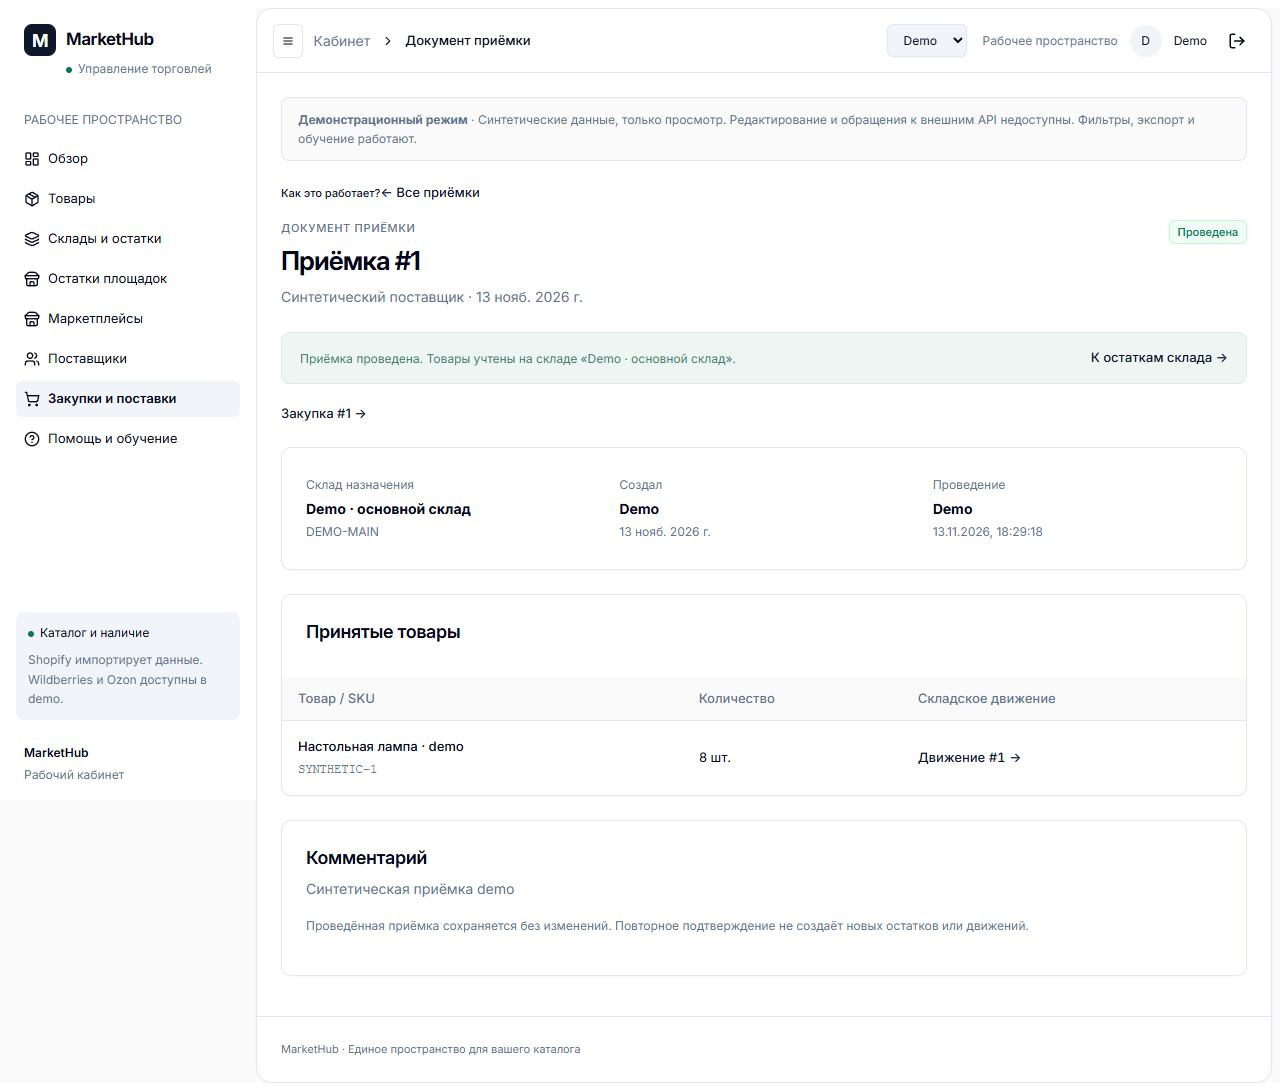 M MarketHub
Управление торговлей
РАБОЧЕЕ ПРОСТРАНСТВО
Обзор
Товары
Склады и остатки
Остатки площадок
Маркетплейсы
Поставщики
Закупки и поставки
Помощь и обучение
Каталог и наличие
Shopify импортирует данные.
Wildberries и Ozon доступны в
demo.
MarketHub
Рабочий кабинет
Кабинет > Документ приёмки
Demo Рабочее пространство D Demo
Демонстрационный режим · Синтетические данные, только просмотр. Редактирование и обращения к внешним API недоступны. Фильтры, экспорт и
обучение работают.
Как это работает?← Все приёмки
ДОКУМЕНТ ПРИЁМКИ
Проведена
Приёмка #1
Синтетический поставщик · 13 нояб. 2026 г.
Приёмка проведена. Товары учтены на складе «Demo · основной склад». К остаткам склада →
Закупка #1 →
Склад назначения Создал Проведение
Demo · основной склад Demo Demo
DEMO-MAIN 13 нояб. 2026 г. 13.11.2026, 18:29:18
Принятые товары
Товар / SKU Количество Складское движение
Настольная лампа · demo 8 шт. Движение #1 →
SYNTHETIC-1
Комментарий
Синтетическая приёмка demo
Проведённая приёмка сохраняется без изменений. Повторное подтверждение не создаёт новых остатков или движений.
MarketHub · Единое пространство для вашего каталога